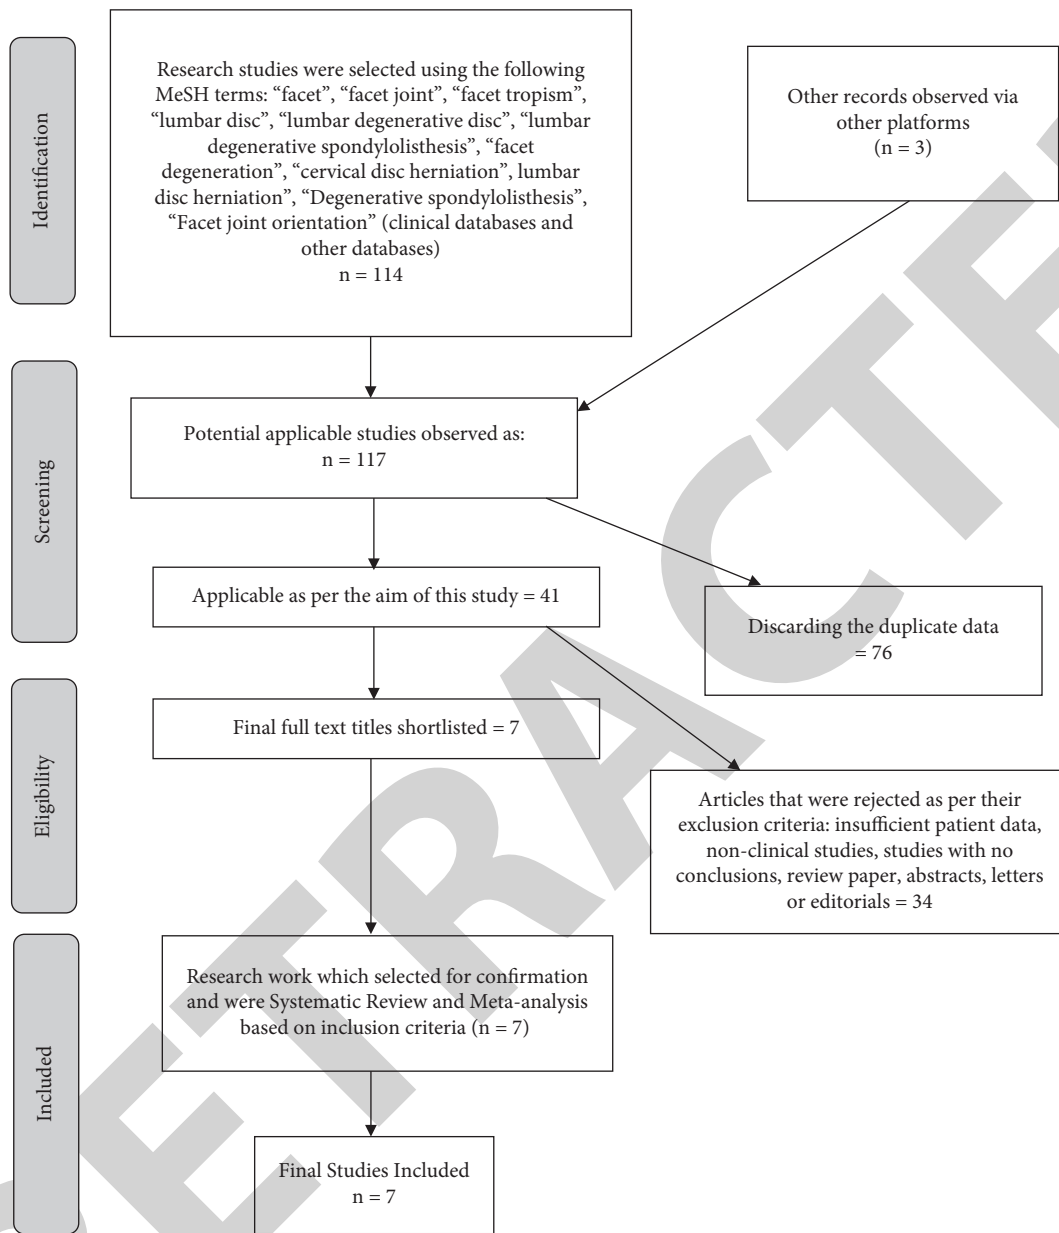 Identification
Research studies were selected using the following
MeSH terms: “facet”, “facet joint”, “facet tropism”,
“lumbar disc”, “lumbar degenerative disc”, “lumbar
degenerative spondylolisthesis”, “facet
degeneration”, “cervical disc herniation”, lumbar
disc herniation”, “Degenerative spondylolisthesis”,
“Facet joint orientation” (clinical databases and
other databases)
n = 114
Other records observed via
other platforms
(n = 3)
Screening
Potential applicable studies observed as:
n = 117
Applicable as per the aim of this study = 41
Discarding the duplicate data
= 76
Eligibility
Final full text titles shortlisted = 7
Articles that were rejected as per their
exclusion criteria: insufficient patient data,
non-clinical studies, studies with no
conclusions, review paper, abstracts, letters
or editorials = 34
Included
Research work which selected for confirmation
and were Systematic Review and Meta-analysis
based on inclusion criteria (n = 7)
Final Studies Included
n = 7
RETRACTE